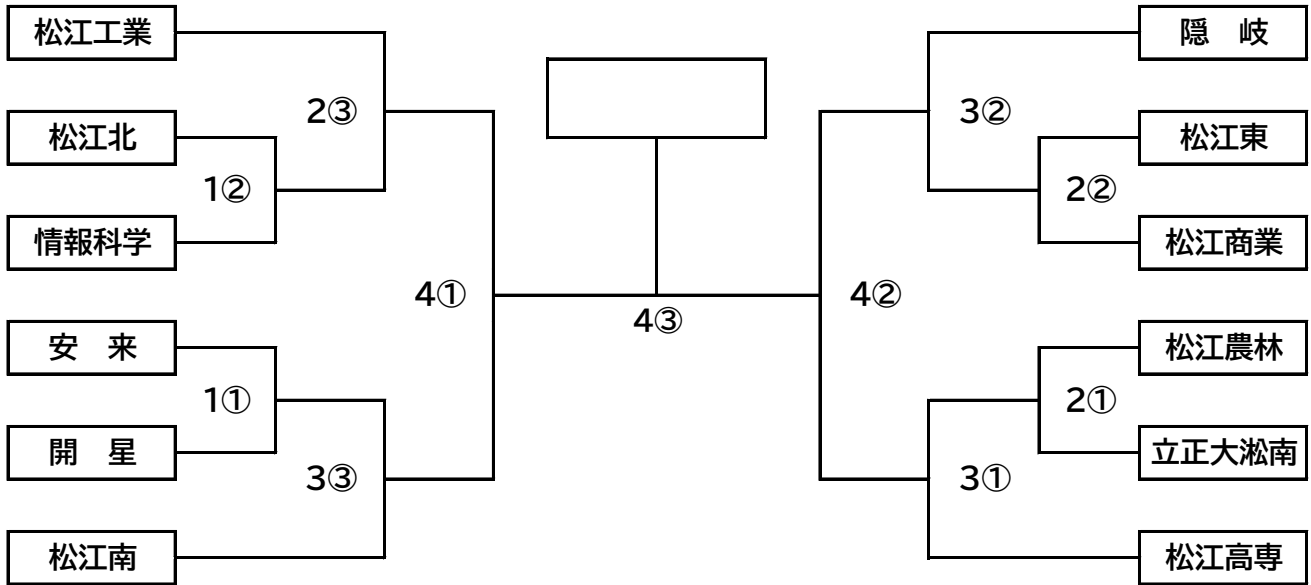 松江工業
松江北
情報科学
安　来
開　星
松江南
2③
1②
4①
1①
3③
4③
隠　岐
松江東
松江商業
松江農林
立正大淞南
松江高専
3②
2②
4②
2①
3①